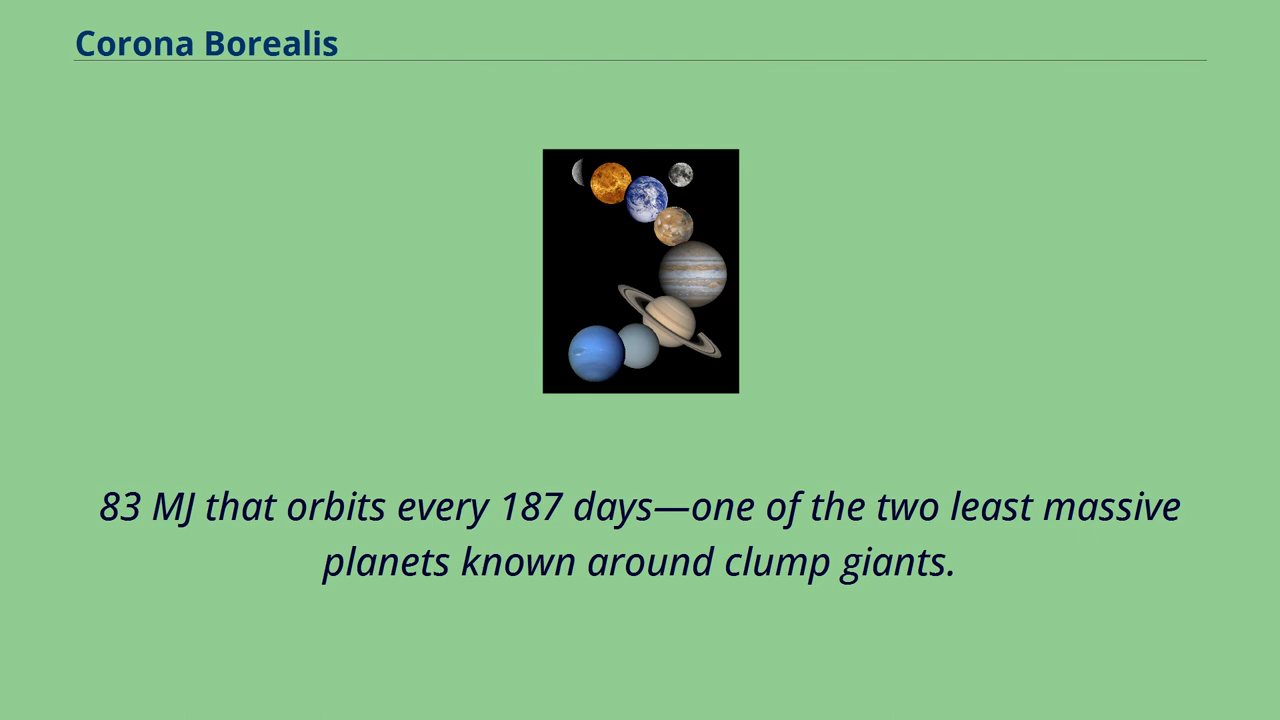 Corona Borealis
83 MJ that orbits every 187 days—one of the two least massive
planets known around clump giants.